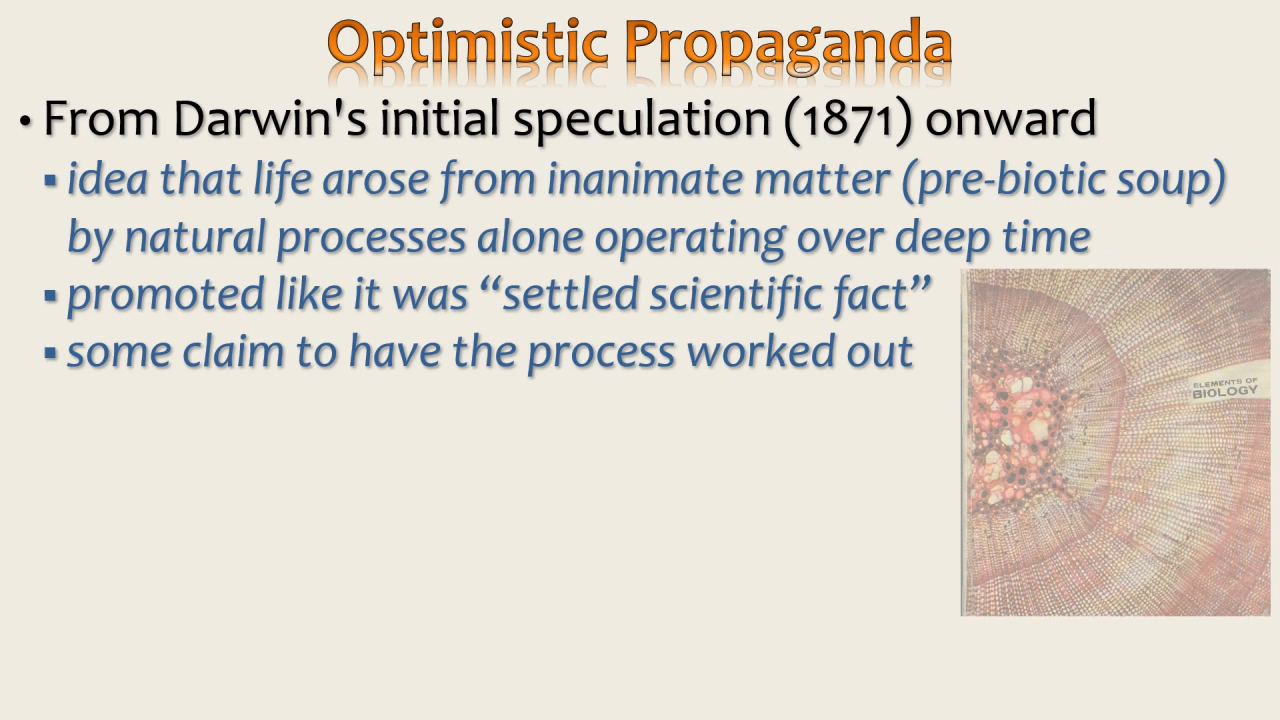 Optimistic Propaganda
• From Darwin's initial speculation (1871) onward
▪ idea that life arose from inanimate matter (pre-biotic soup)
by natural processes alone operating over deep time
▪ promoted like it was “settled scientific fact”
▪ some claim to have the process worked out
ELEMENTS OF
BIOLOGY